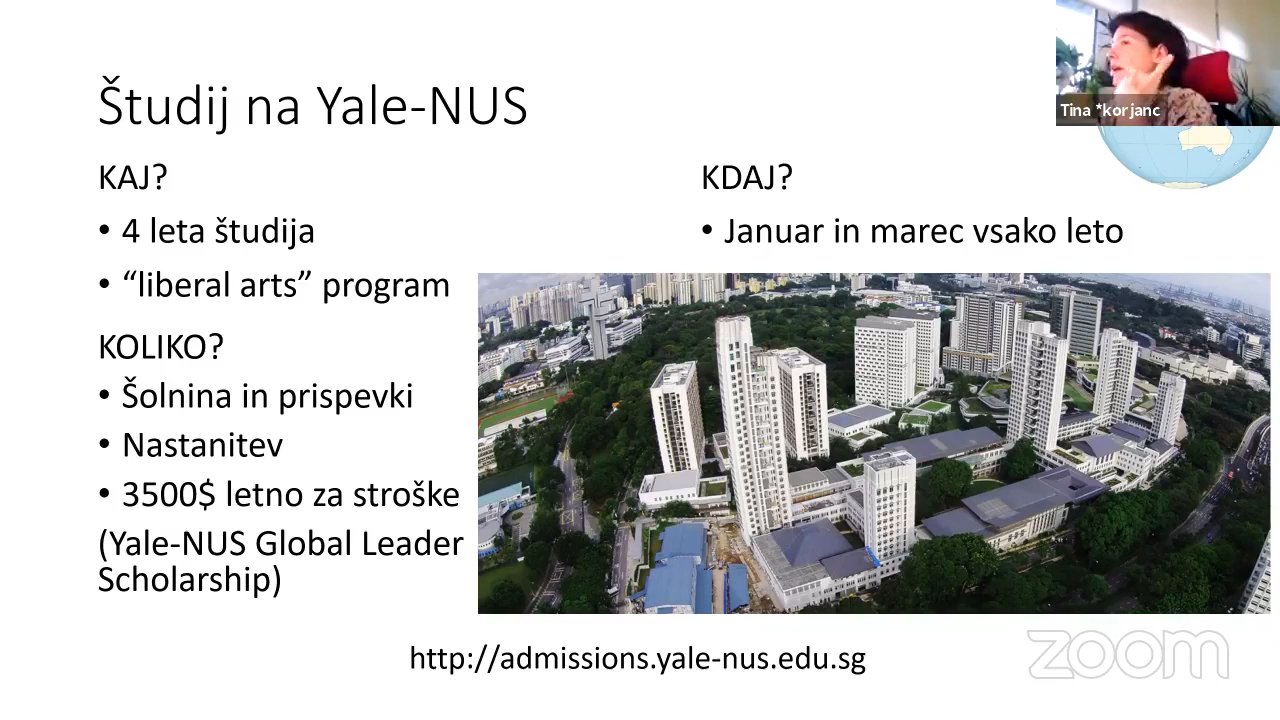 Študij na Yale-NUS
Tina *korjanc
KAJ?
• 4 leta študija
• “liberal arts” program
KOLIKO?
• Šolnina in prispevki
• Nastanitev
• 3500$ letno za stroške
(Yale-NUS Global Leader
Scholarship)
KDAJ?
• Januar in marec vsako leto
http://admissions.yale-nus.edu.sg
zoom